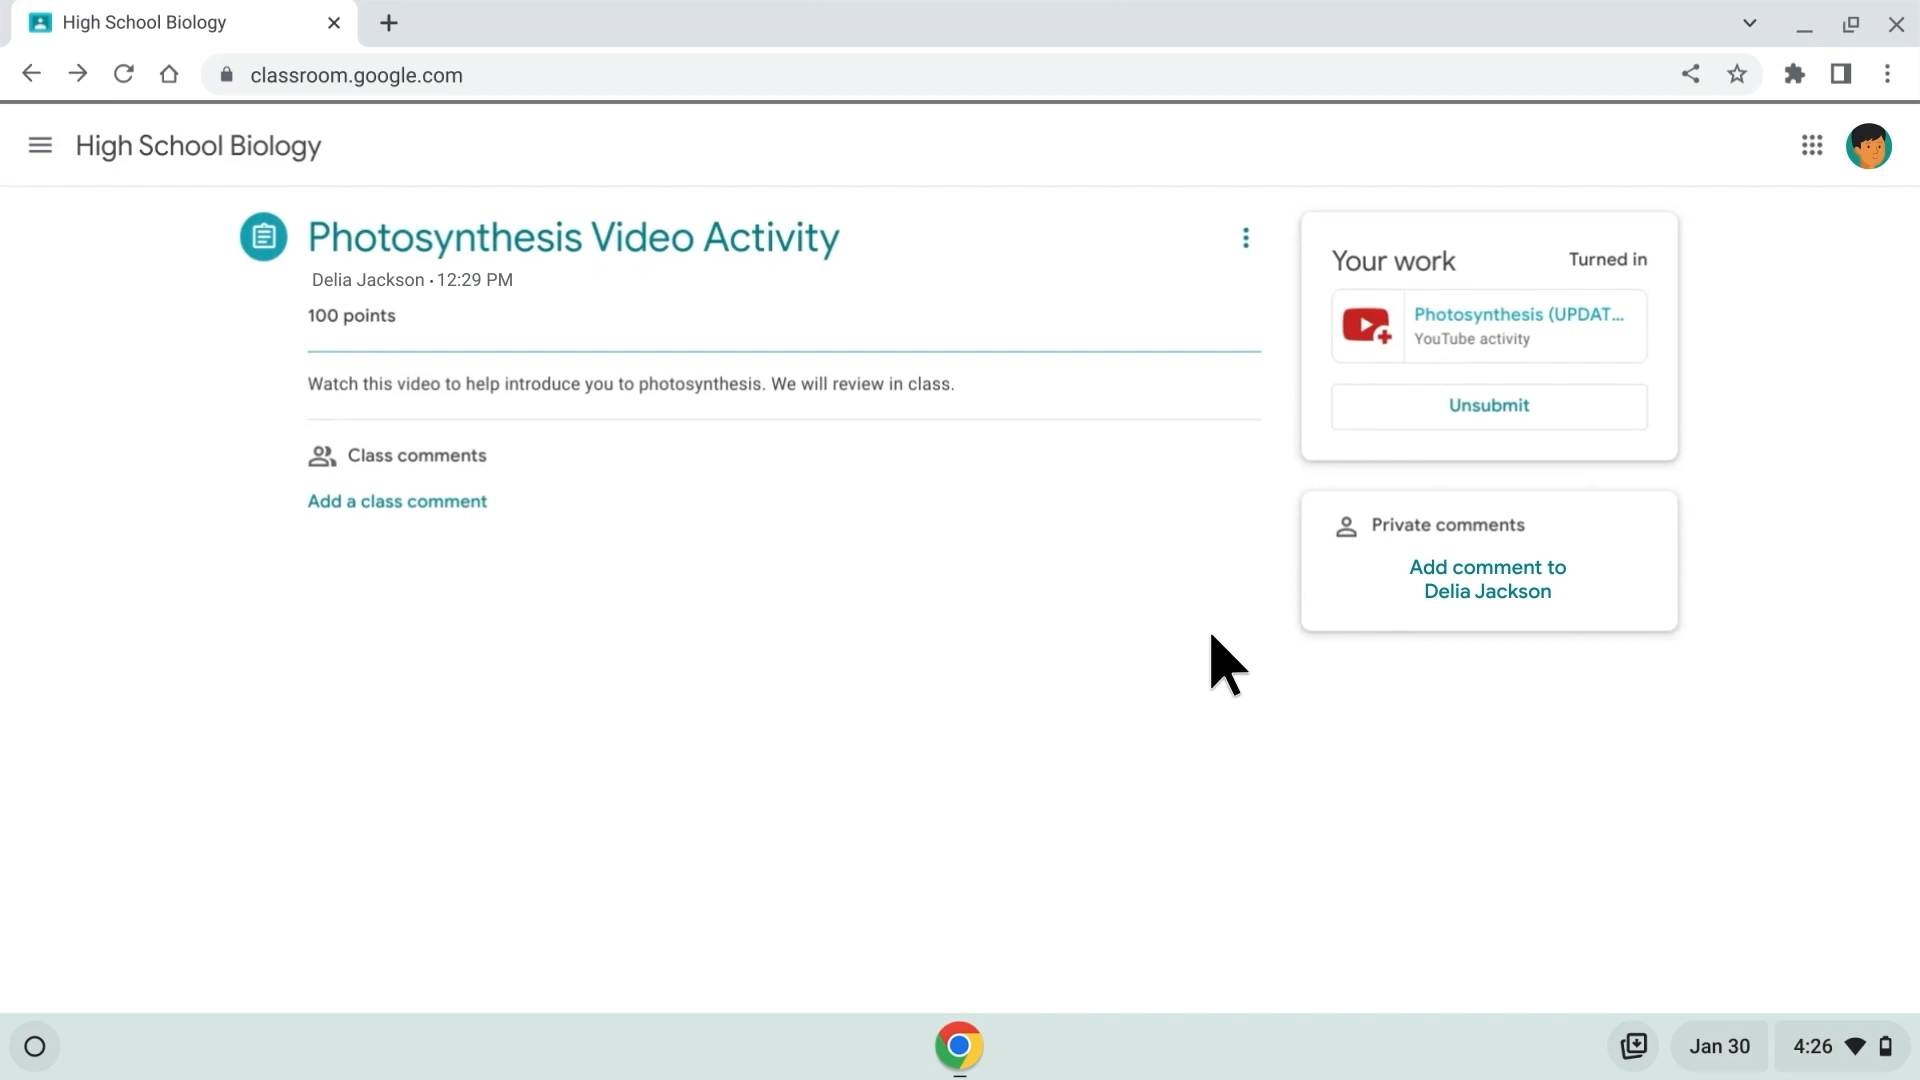 High School Biology
classroom.google.com
High School Biology
Photosynthesis Video Activity
Delia Jackson • 12:29 PM
100 points
Watch this video to help introduce you to photosynthesis. We will review in class.
Class comments
Add a class comment
Your work
Turned in
Photosynthesis (UPDAT...
YouTube activity
Unsubmit
Private comments
Add comment to
Delia Jackson
Jan 30
4:26